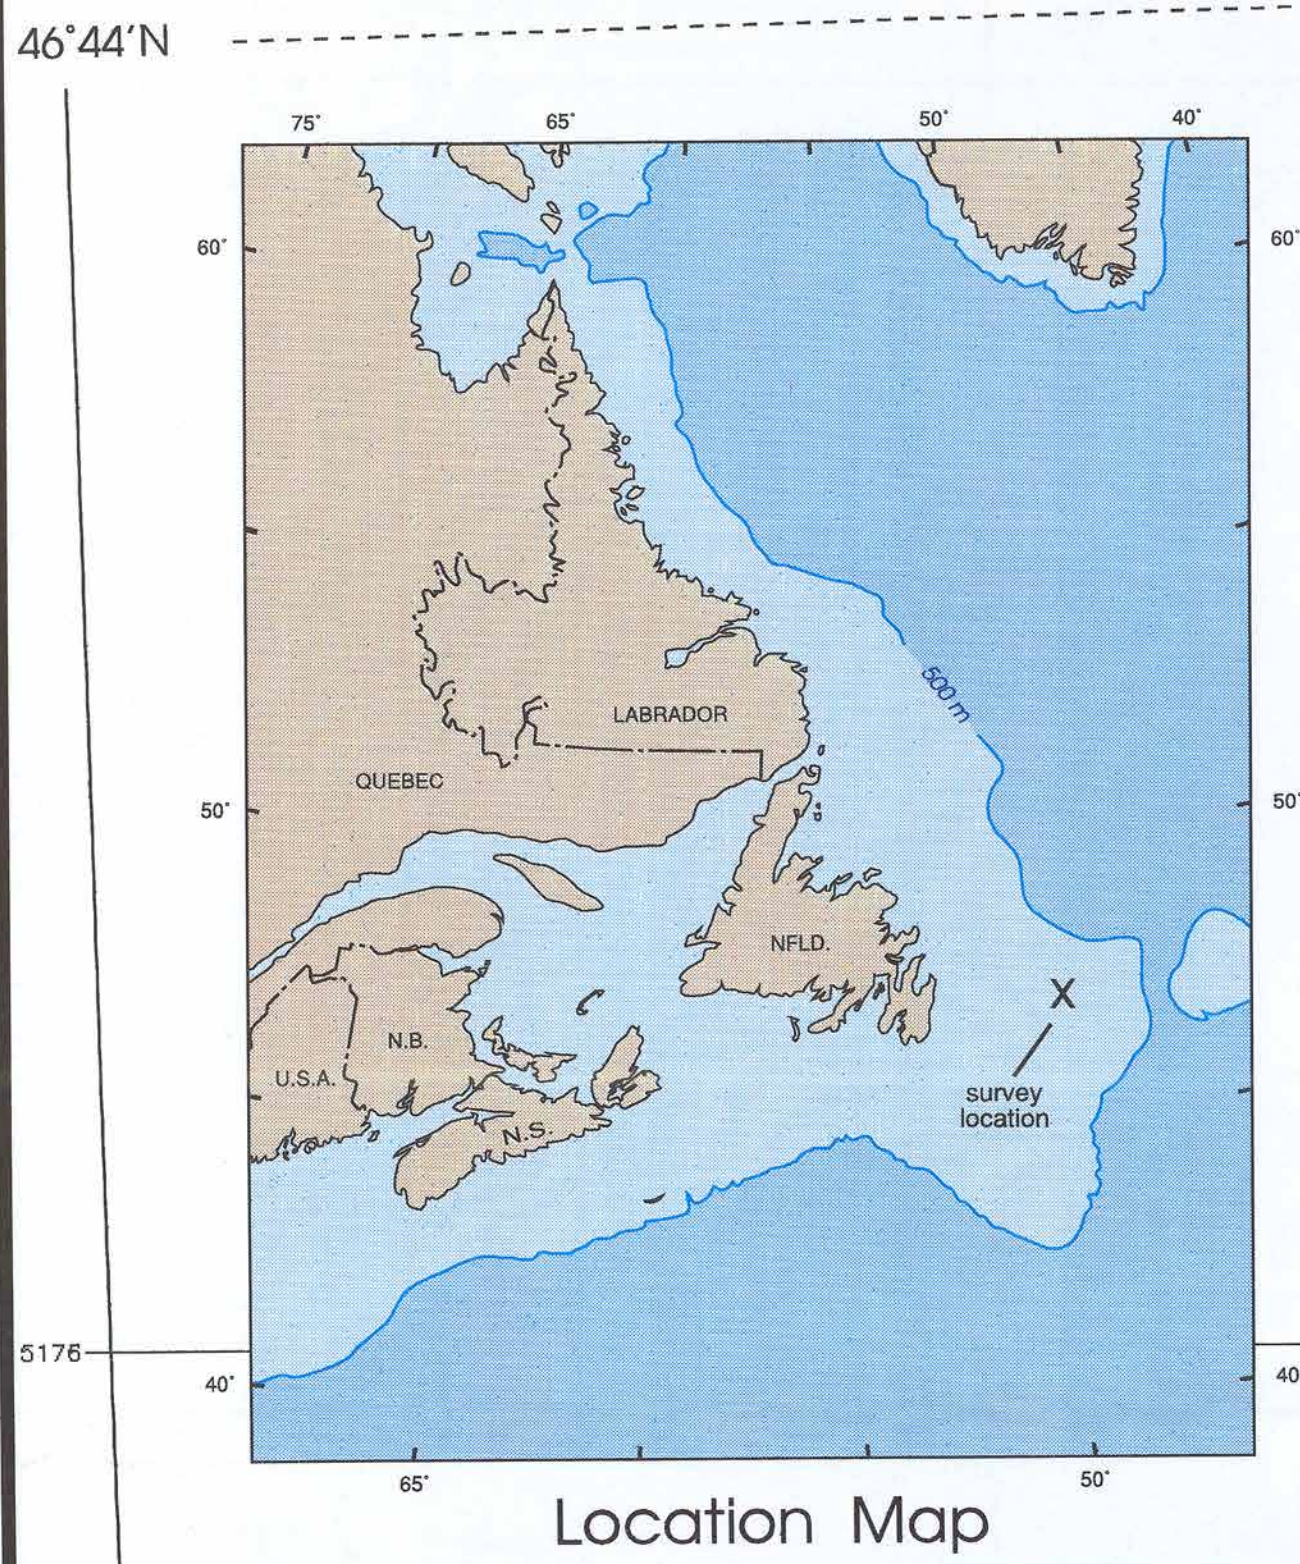 46°44'N
75°
65°
50°
40°
60°
60°
500 m
LABRADOR
QUEBEC
50°
50°
NFLD.
X
N.B.
U.S.A.
survey
location
N.S.
5176
40°
40
65°
50°
Location Map